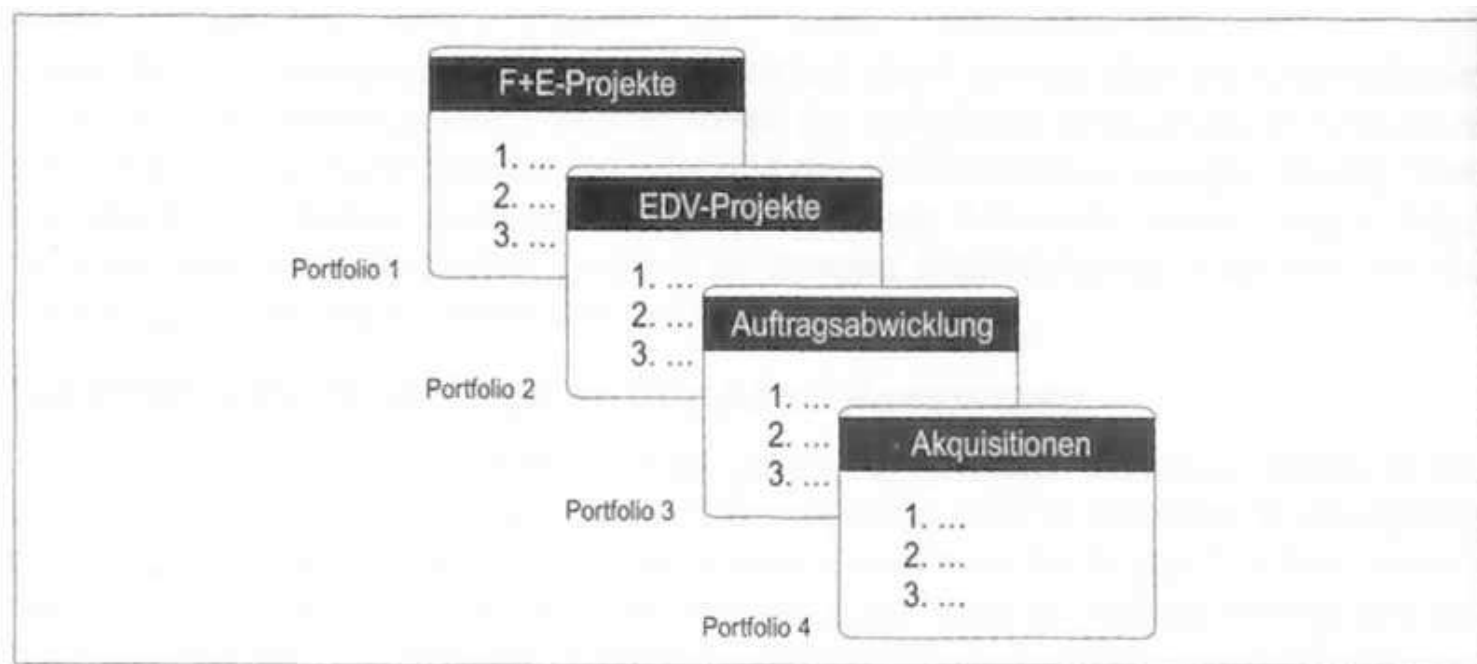 F+E-Projekte
1. ...
2. ...
3. ...
Portfolio 1
EDV-Projekte
1. ...
2. ...
3. ...
Portfolio 2
Auftragsabwicklung
1. ...
2. ...
3. ...
Portfolio 3
Akquisitionen
1. ...
2. ...
3. ...
Portfolio 4